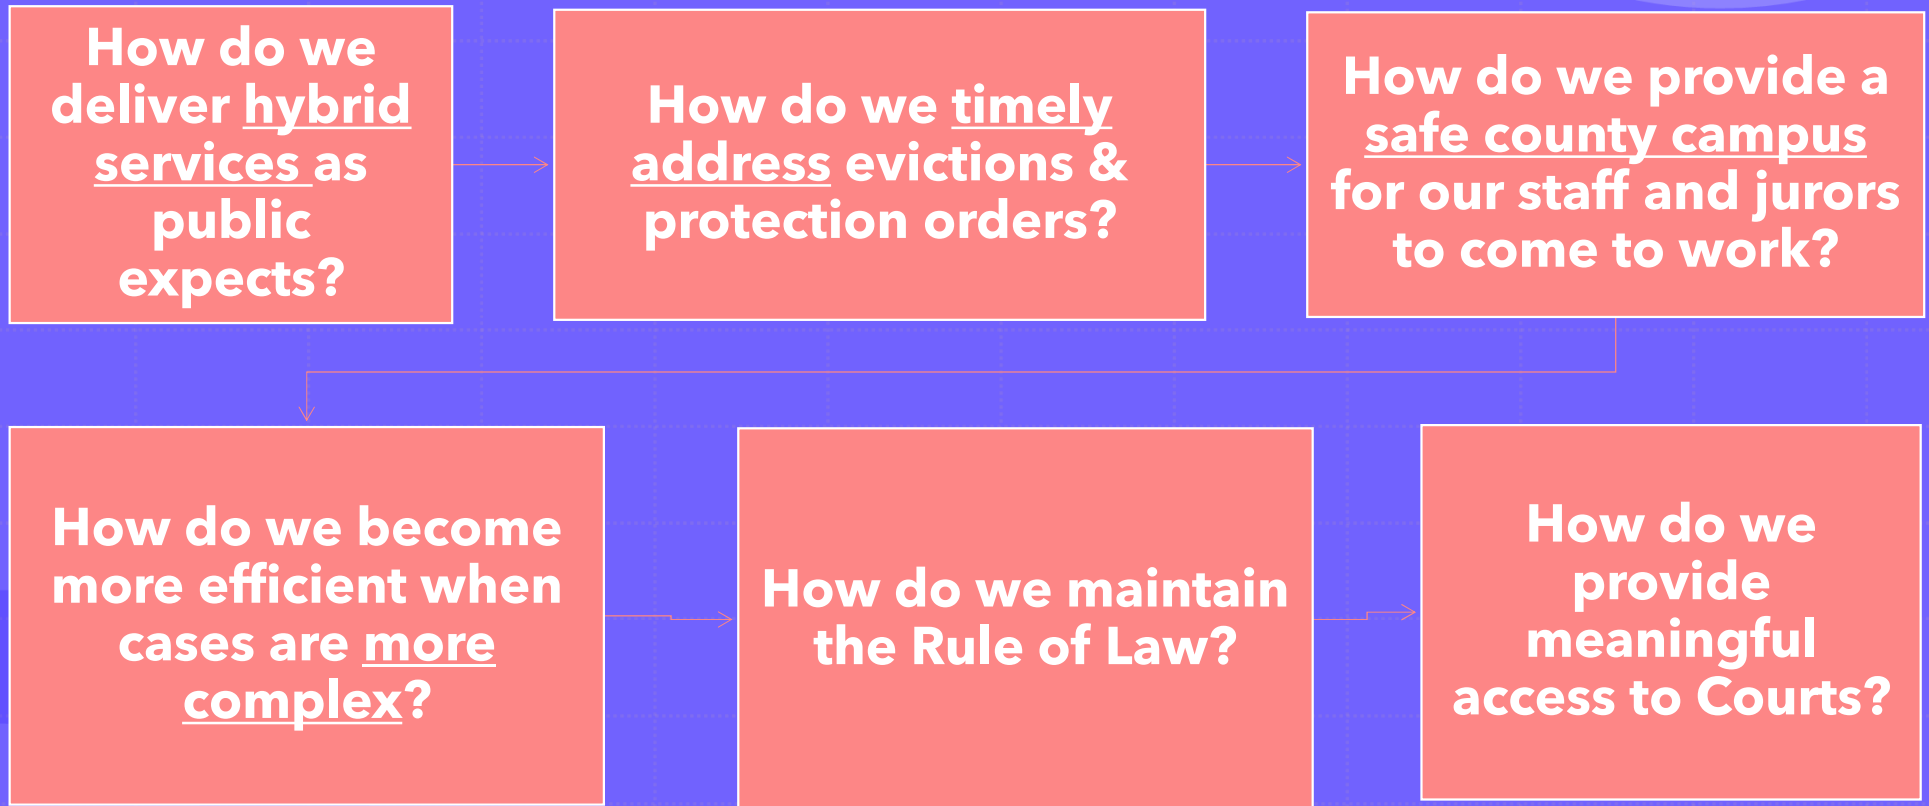 How do we
deliver hybrid
services as
public
expects?
How do we timely
address evictions &
protection orders?
How do we provide a
safe county campus
for our staff and jurors
to come to work?
How do we become
more efficient when
cases are more
complex?
How do we maintain
the Rule of Law?
How do we
provide
meaningful
access to Courts?